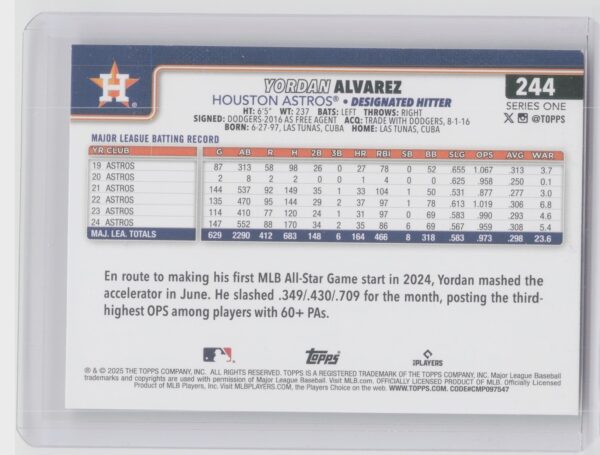 H
YORDAN ALVAREZ
244
HOUSTON ASTROS® • DESIGNATED HITTER
SERIES ONE
HT: 6'5" WT: 237 BATS: LEFT THROWS: RIGHT
@TOPPS
SIGNED: DODGERS-2016 AS FREE AGENT ACQ: TRADE WITH DODGERS, 8-1-16
BORN: 6-27-97, LAS TUNAS, CUBA HOME: LAS TUNAS, CUBA
MAJOR LEAGUE BATTING RECORD
YR CLUB G AB R H 2B 3B HR RBI SB BB SLG OPS AVG WAR
19 ASTROS 87 313 58 98 26 0 27 78 0 52 .655 1.067 .313 3.7
20 ASTROS 2 8 2 2 0 0 1 4 0 0 .625 .958 .250 0.1
21 ASTROS 144 537 92 149 35 1 33 104 1 50 .531 .877 .277 3.0
22 ASTROS 135 470 95 144 29 2 37 97 1 78 .613 1.019 .306 6.8
23 ASTROS 114 410 77 120 24 1 31 97 0 69 .583 .990 .293 4.6
24 ASTROS 147 552 88 170 34 2 35 86 6 69 .567 .959 .308 5.4
MAJ. LEA. TOTALS 629 2290 412 683 148 6 164 466 8 318 .583 .973 .298 23.6
En route to making his first MLB All-Star Game start in 2024, Yordan mashed the
accelerator in June. He slashed .349/.430/.709 for the month, posting the third-
highest OPS among players with 60+ PAs.
Topps®
PLAYERS
® & © 2025 THE TOPPS COMPANY, INC. ALL RIGHTS RESERVED. TOPPS IS A REGISTERED TRADEMARK OF THE TOPPS COMPANY, INC. Major League Baseball
trademarks and copyrights are used with permission of Major League Baseball. Visit MLB.com. OFFICIALLY LICENSED PRODUCT OF MLB. Officially Licensed
Product of MLB Players, Inc. Visit MLBPLAYERS.COM, the Players Choice on the web. WWW.TOPPS.COM. CODE#CMP097547